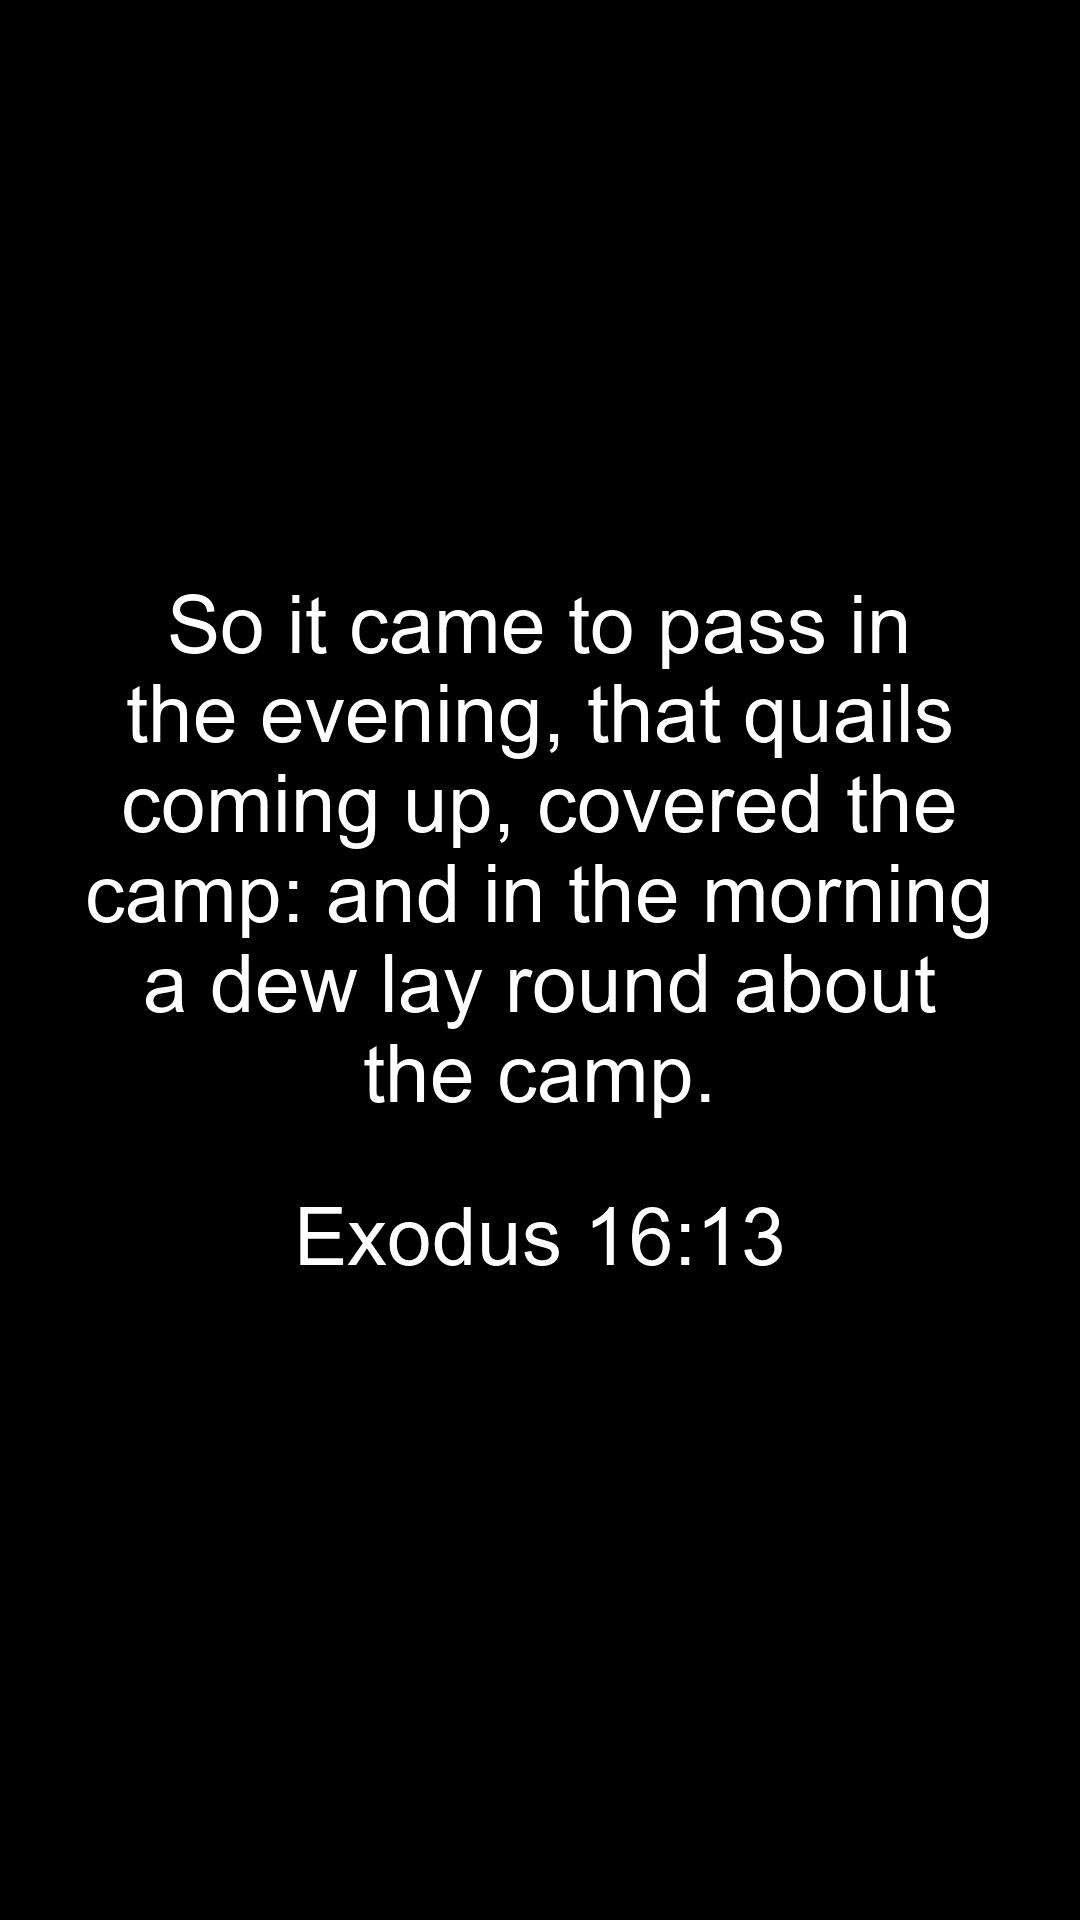 So it came to pass in
the evening, that quails
coming up, covered the
camp: and in the morning
a dew lay round about
the camp.
Exodus 16:13